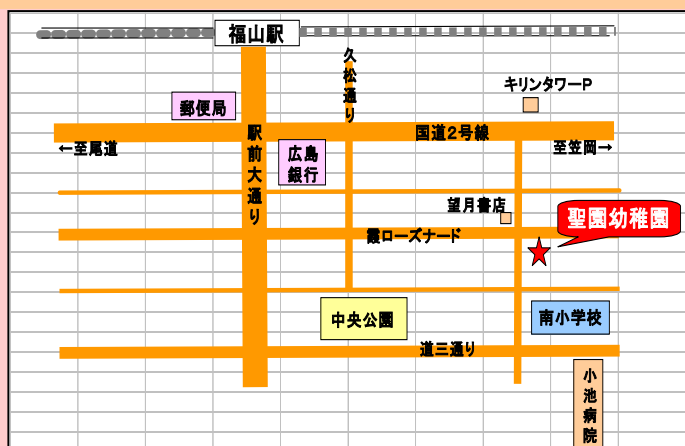 福山駅
久松通り
キリンタワーP
郵便局
駅前大通り
国道2号線
←至尾道
広島
銀行
至笠岡→
望月書店
聖園幼稚園
霞ローズナード
中央公園
南小学校
道三通り
小池病院